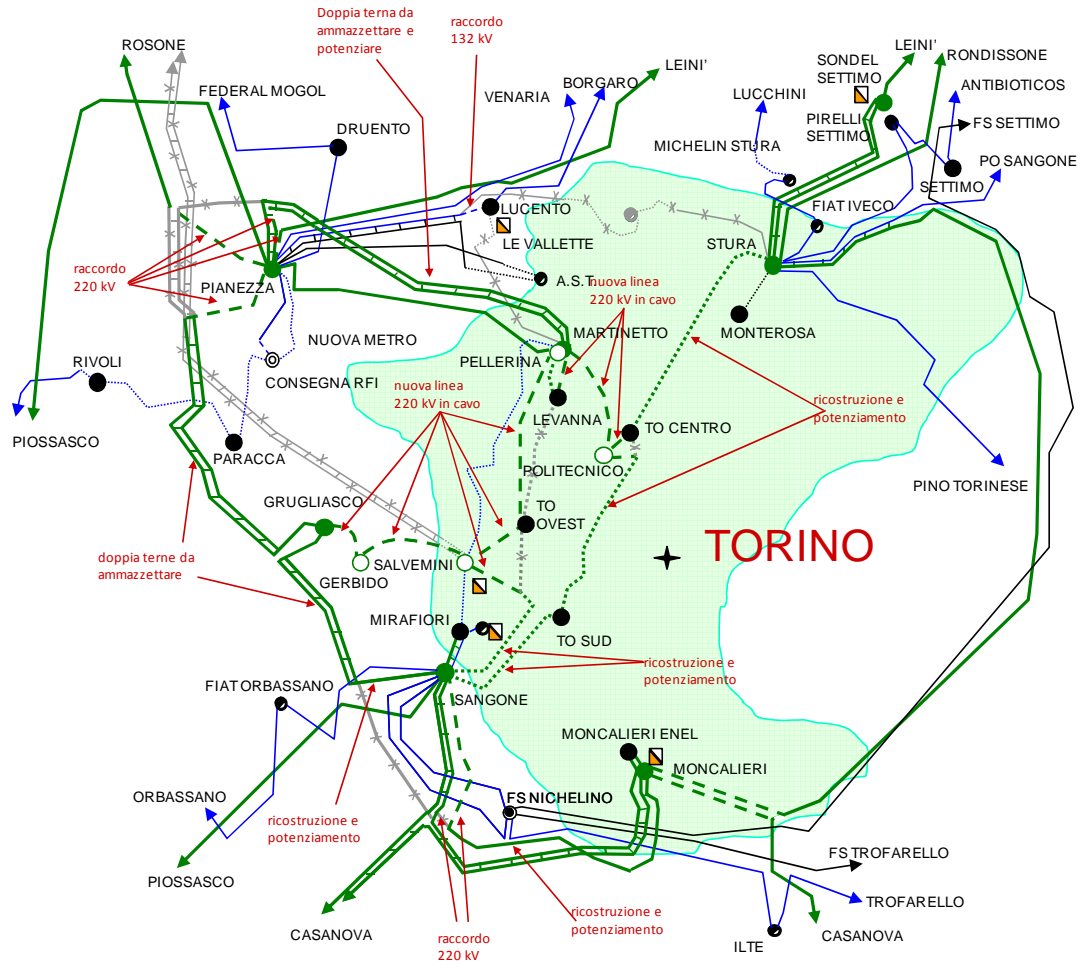 Doppia terna da
ammazzettare e
potenziare
raccordo
132 kV
ROSONE
LEINI'
RONDISSONE
SONDEL
SETTIMO
LEINI'
BORGARO
FEDERAL MOGOL
VENARIA
LUCCHINI
ANTIBIOTICOS
DRUENTO
PIRELLI
SETTIMO
FS SETTIMO
MICHELIN STURA
PO SANGONE
SETTIMO
LUCENTO
FIAT IVECO
LE VALLETTE
STURA
raccordo
220 kV
PIANEZZA
A.S.T.
nuova linea
220 kV in cavo
MARTINETTO
MONTEROSA
NUOVA METRO
PELLERINA
RIVOLI
CONSEGNA RFI
nuova linea
220 kV in cavo
ricostruzione e
potenziamento
LEVANNA
TO CENTRO
PIOSSASCO
PARACCA
POLITECNICO
PINO TORINESE
GRUGLIASCO
TO
OVEST
TORINO
doppia terne da
ammazzettare
GERBIDO
SALVEMINI
MIRAFIORI
TO SUD
ricostruzione e
potenziamento
FIAT ORBASSANO
SANGONE
MONCALIERI ENEL
MONCALIERI
ORBASSANO
FS NICHELINO
ricostruzione e
potenziamento
FS TROFARELLO
PIOSSASCO
TROFARELLO
ricostruzione e
potenziamento
CASANOVA
raccordo
220 kV
ILTE
CASANOVA